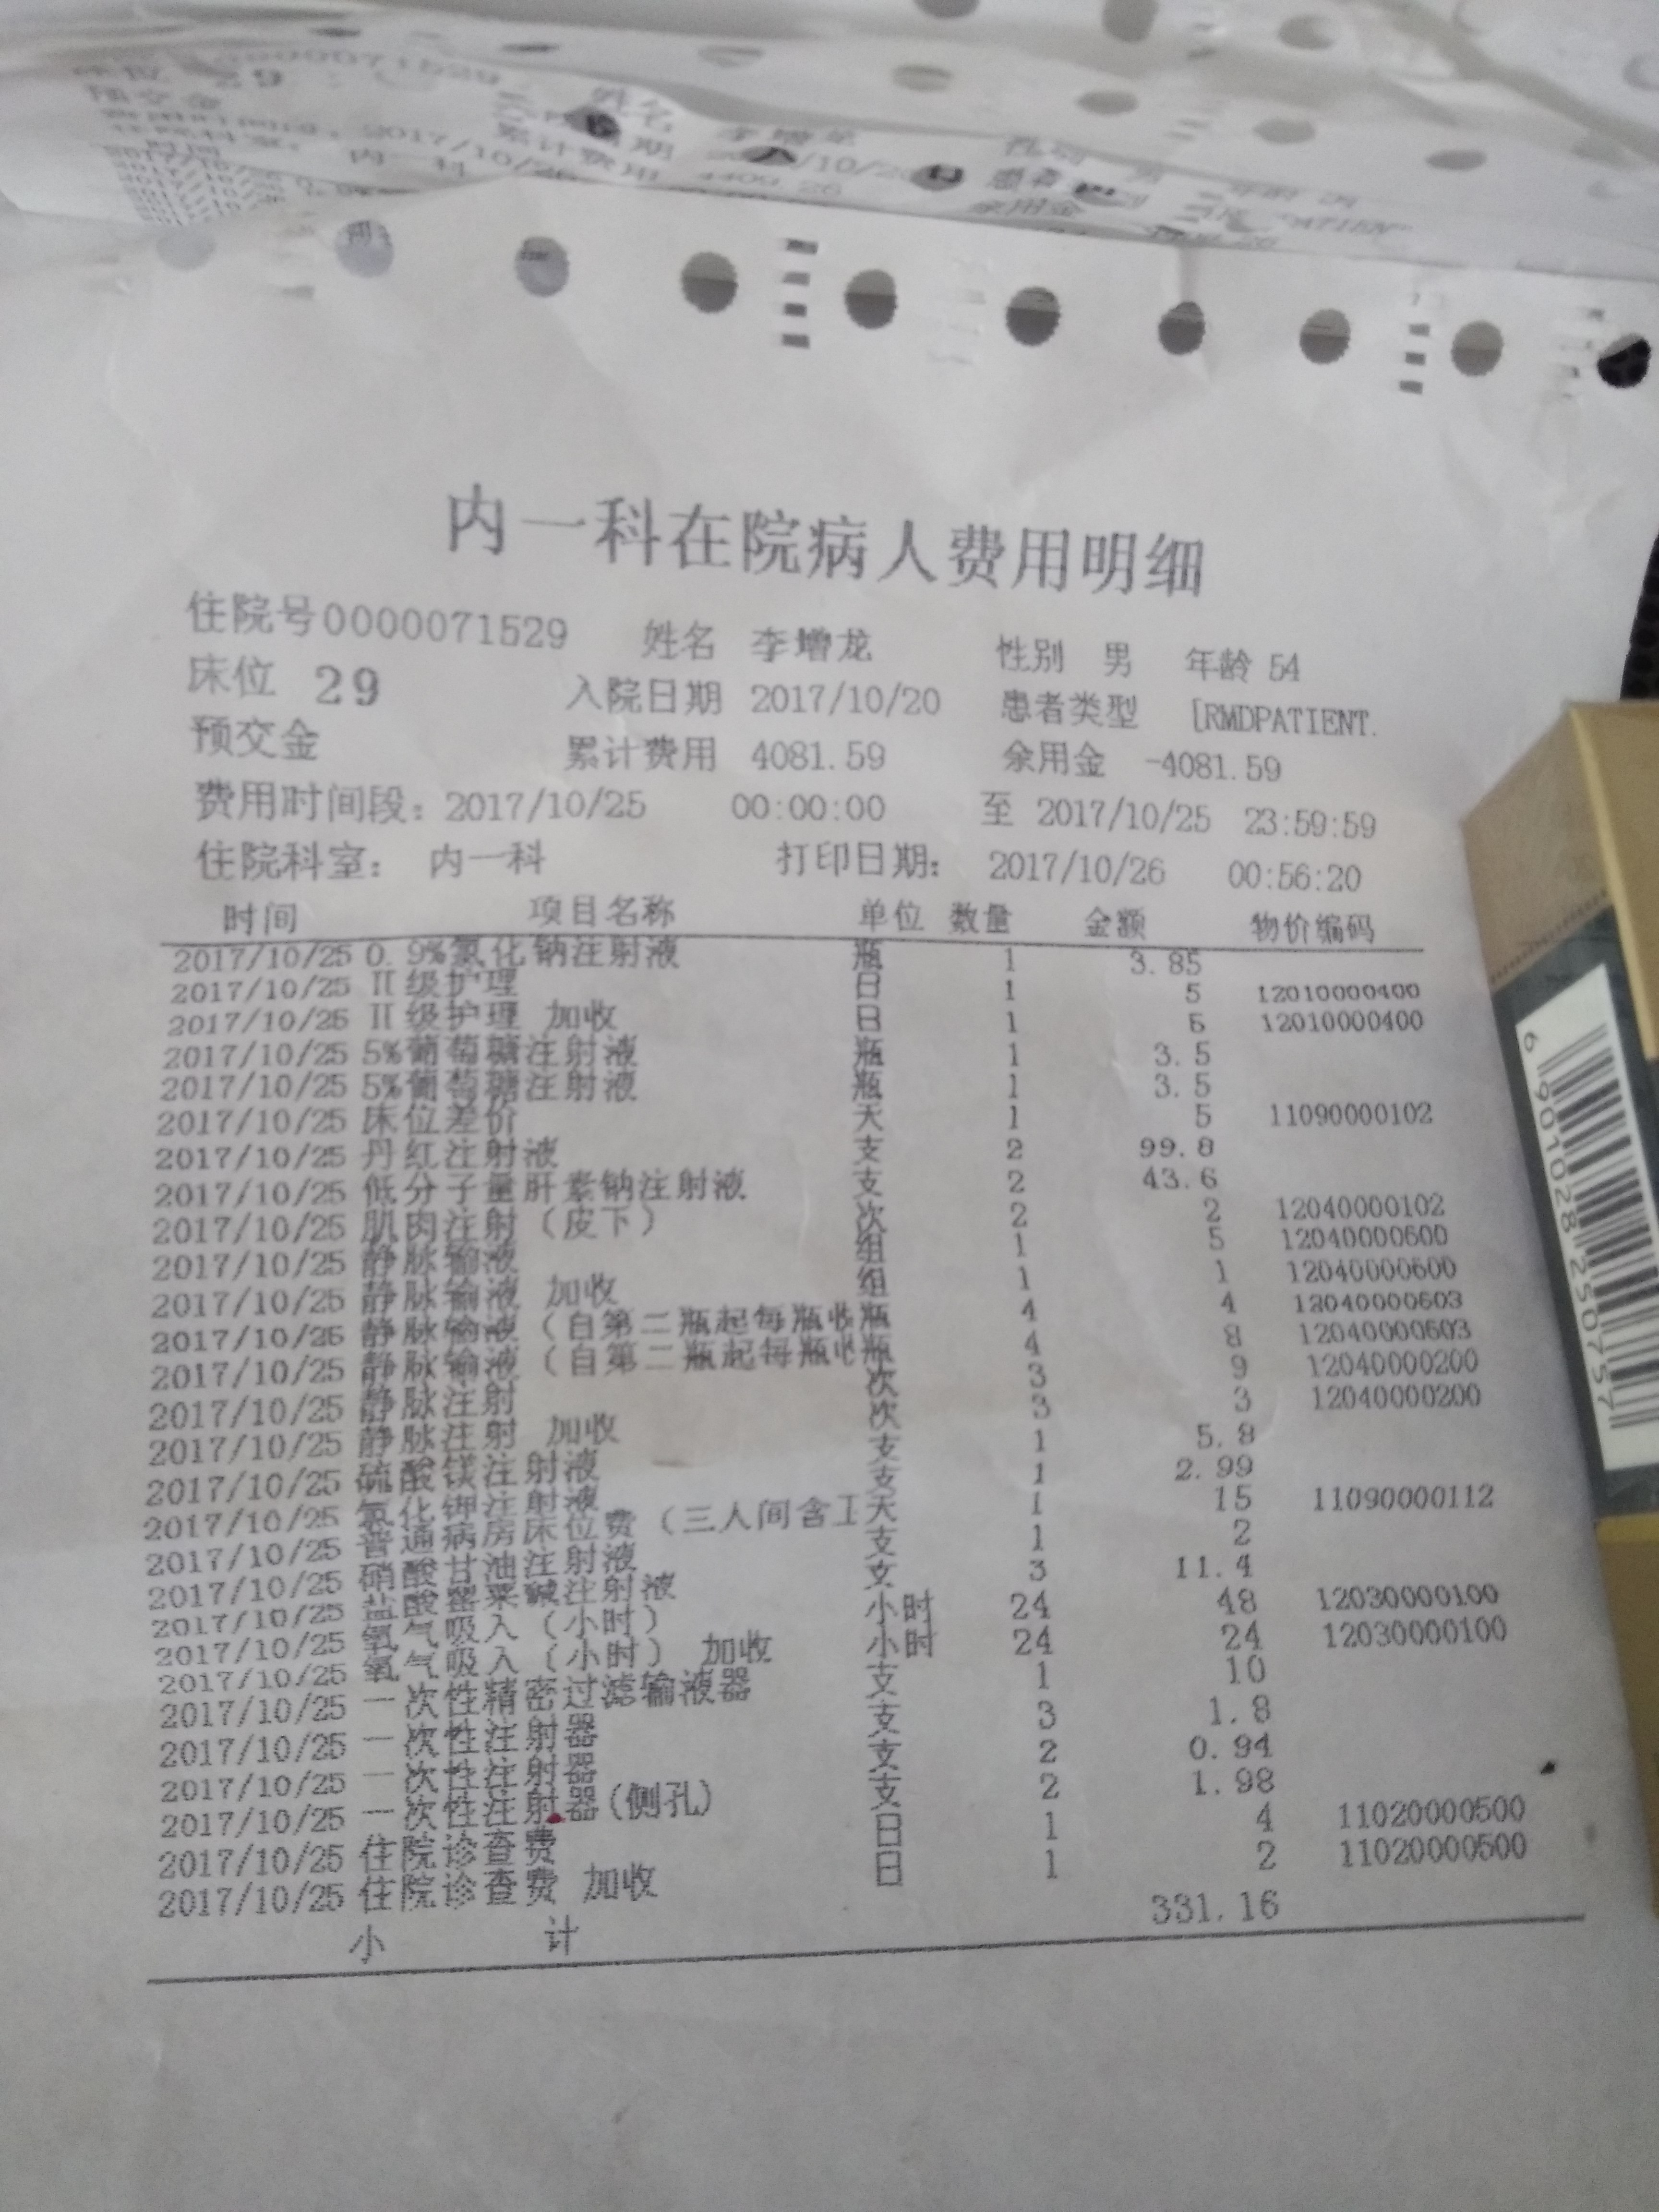 床位 29
累计费用 4409.26
内一科在院病人费用明细
住院号0000071529 姓名 李增龙 性别 男 年龄 54
床位 29 入院日期 2017/10/20 患者类型 [RMDPATIENT.
预交金 累计费用 4081.59 余用金 -4081.59
费用时间段：2017/10/25 00:00:00 至 2017/10/25 23:59:59
住院科室： 内一科 打印日期： 2017/10/26 00:56:20
时间 项目名称 单位 数量 金额 物价编码
2017/10/25 0.9%氯化钠注射液 瓶 1 3.85
2017/10/25 II级护理 日 1 5 12010000400
2017/10/25 II级护理 加收 日 1 5 12010000400
2017/10/25 5%葡萄糖注射液 瓶 1 3.5
2017/10/25 5%葡萄糖注射液 瓶 1 3.5
2017/10/25 床位差价 天 1 5 11090000102
2017/10/25 丹红注射液 支 2 99.8
2017/10/25 低分子量肝素钠注射液 支 2 43.6
2017/10/25 肌肉注射（皮下） 次 2 2 12040000102
2017/10/25 静脉输液 组 1 5 12040000600
2017/10/25 静脉输液 加收 组 1 1 12040000600
2017/10/25 静脉输液（自第二瓶起每瓶收 瓶 4 4 12040000603
2017/10/25 静脉输液（自第二瓶起每瓶收 瓶 4 8 12040000603
2017/10/25 静脉注射 次 3 9 12040000200
2017/10/25 静脉注射 加收 次 3 3 12040000200
2017/10/25 硫酸镁注射液 支 1 5.8
2017/10/25 氯化钾注射液 支 1 2.99
2017/10/25 普通病房床位费（三人间含工 天 1 15 11090000112
2017/10/25 硝酸甘油注射液 支 1 2
2017/10/25 盐酸罂粟碱注射液 支 3 11.4
2017/10/25 氧气吸入（小时） 小时 24 48 12030000100
2017/10/25 氧气吸入（小时） 加收 小时 24 24 12030000100
2017/10/25 一次性精密过滤输液器 支 1 10
2017/10/25 一次性注射器 支 3 1.8
2017/10/25 一次性注射器 支 2 0.94
2017/10/25 一次性注射器(侧孔) 支 2 1.98
2017/10/25 住院诊查费 日 1 4 11020000500
2017/10/25 住院诊查费 加收 日 1 2 11020000500
小 计 331.16
6 901028 250757